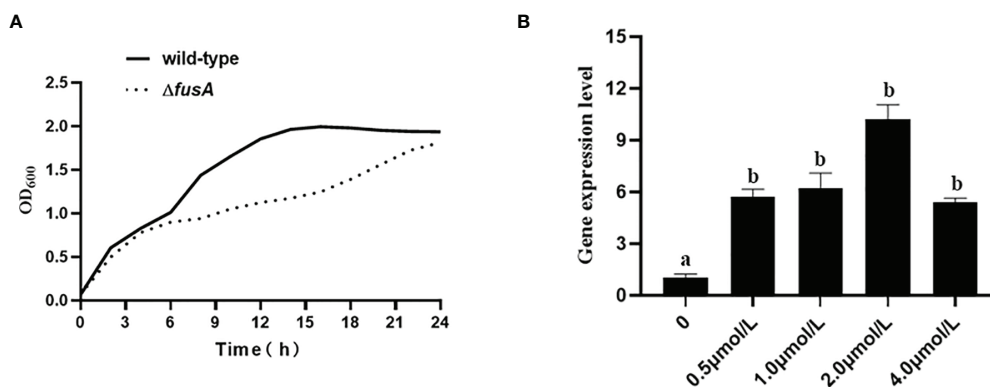 A
wild-type
ΔfusA
2.5
2.0
1.5
1.0
0.5
0.0
OD600
0 3 6 9 12 15 18 21 24
Time( h)
B
15
12
9
6
3
0
Gene expression level
a
b
b
b
b
0
0.5μmol/L
1.0μmol/L
2.0μmol/L
4.0μmol/L